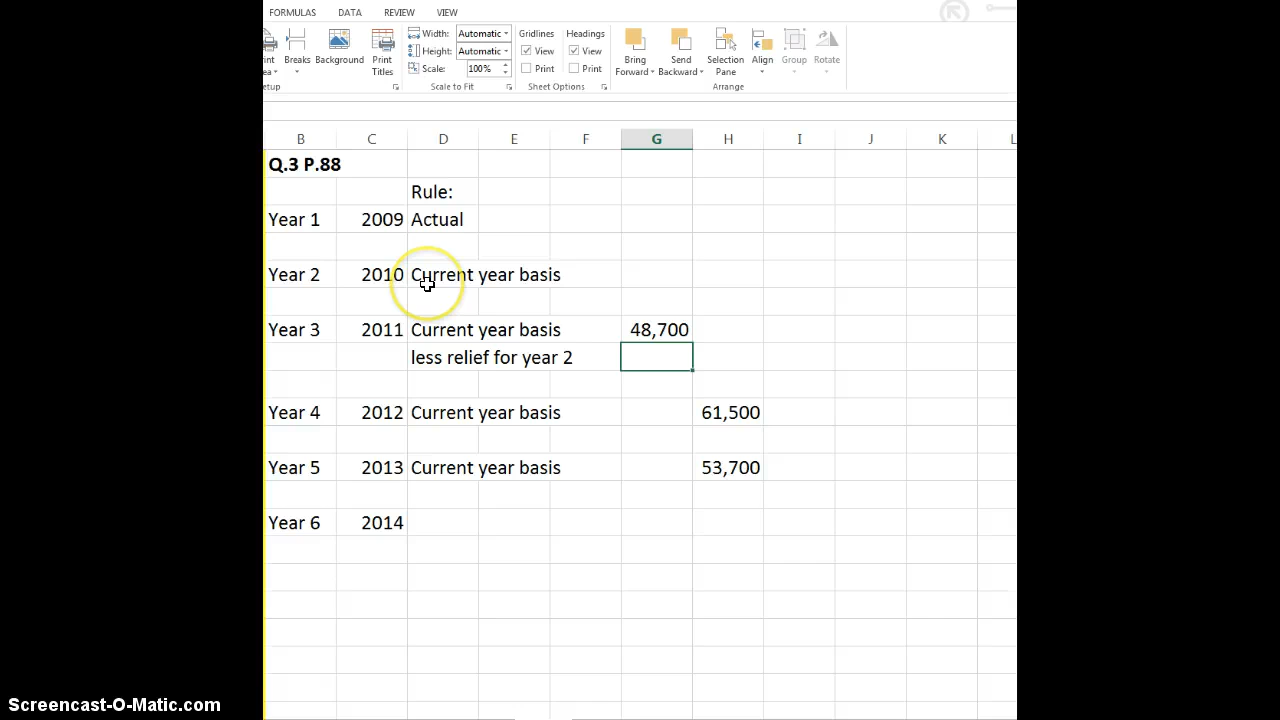 FORMULAS DATA REVIEW VIEW
Width: Automatic Gridlines Headings
Height: Automatic View View
Breaks Background Print Titles Scale: 100% Print Print Bring Forward Send Backward Selection Pane Align Group Rotate
Scale to Fit Sheet Options Arrange
B C D E F G H I J K L
Q.3 P.88
Rule:
Year 1 2009 Actual
Year 2 2010 Current year basis
Year 3 2011 Current year basis 48,700
less relief for year 2
Year 4 2012 Current year basis 61,500
Year 5 2013 Current year basis 53,700
Year 6 2014
Screencast-O-Matic.com